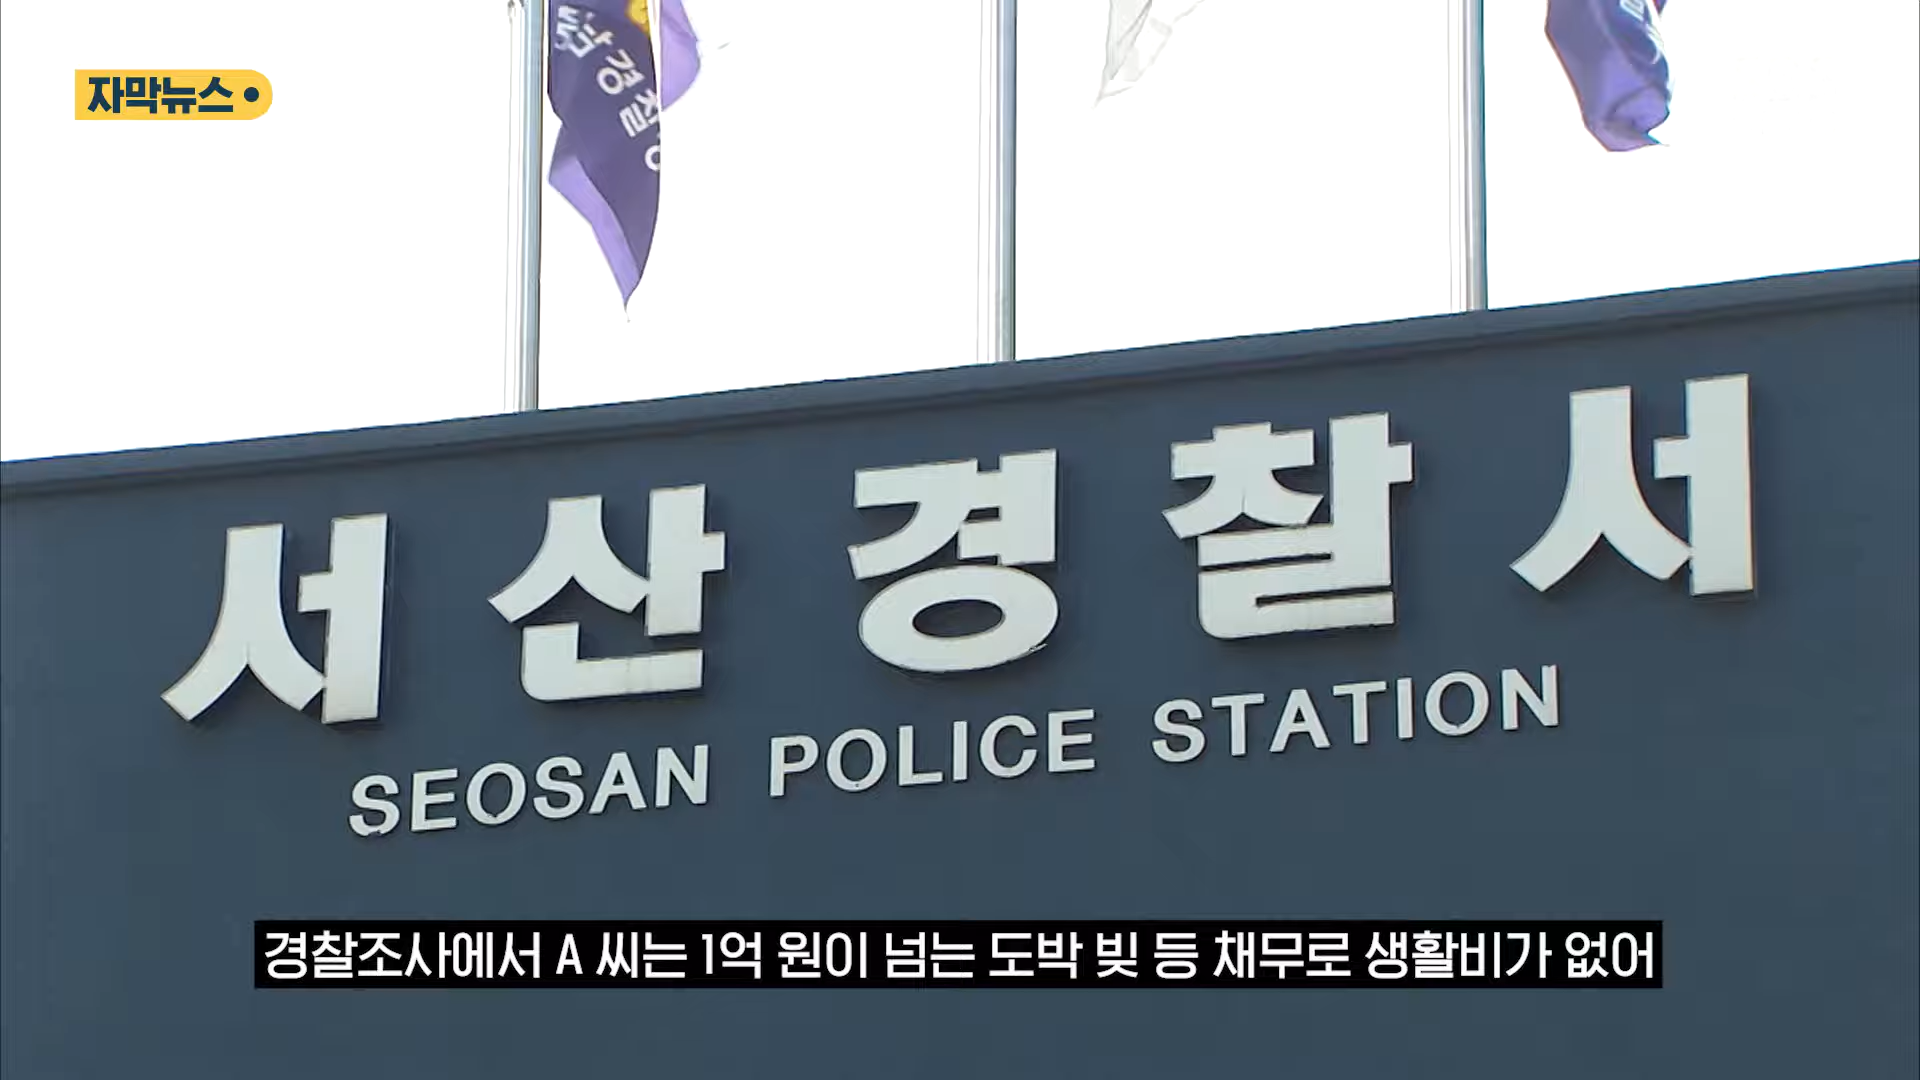 자막뉴스
서산경찰서
SEOSAN POLICE STATION
경찰조사에서 A 씨는 1억 원이 넘는 도박 빚 등 채무로 생활비가 없어